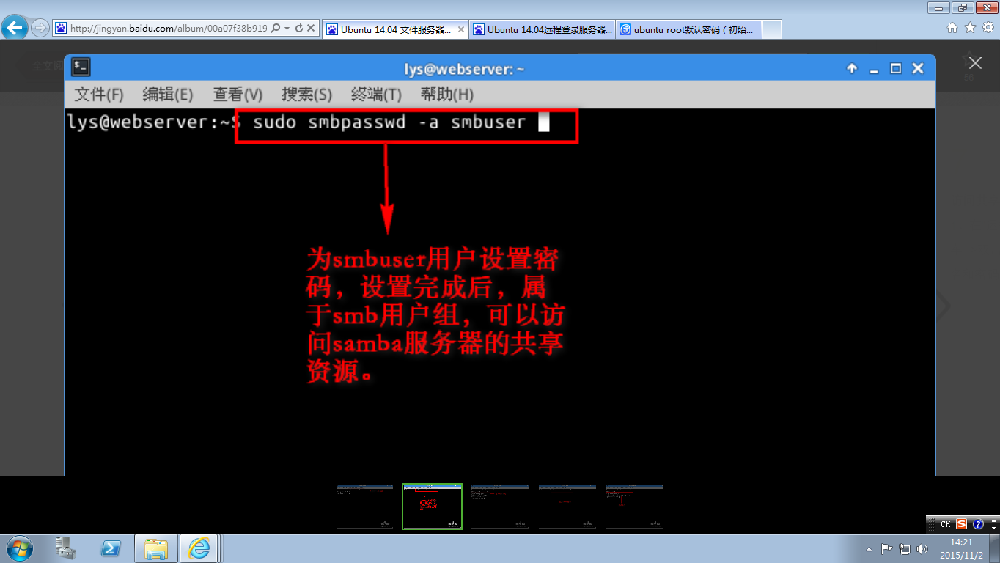 http://jingyan.baidu.com/album/00a07f38b919
Ubuntu 14.04 文件服务器...
Ubuntu 14.04远程登录服务器...
ubuntu root默认密码（初始...
lys@webserver: ~
文件(F) 编辑(E) 查看(V) 搜索(S) 终端(T) 帮助(H)
lys@webserver:~$ sudo smbpasswd -a smbuser
为smbuser用户设置密
码，设置完成后，属
于smb用户组，可以访
问samba服务器的共享
资源。
CH
14:21
2015/11/2